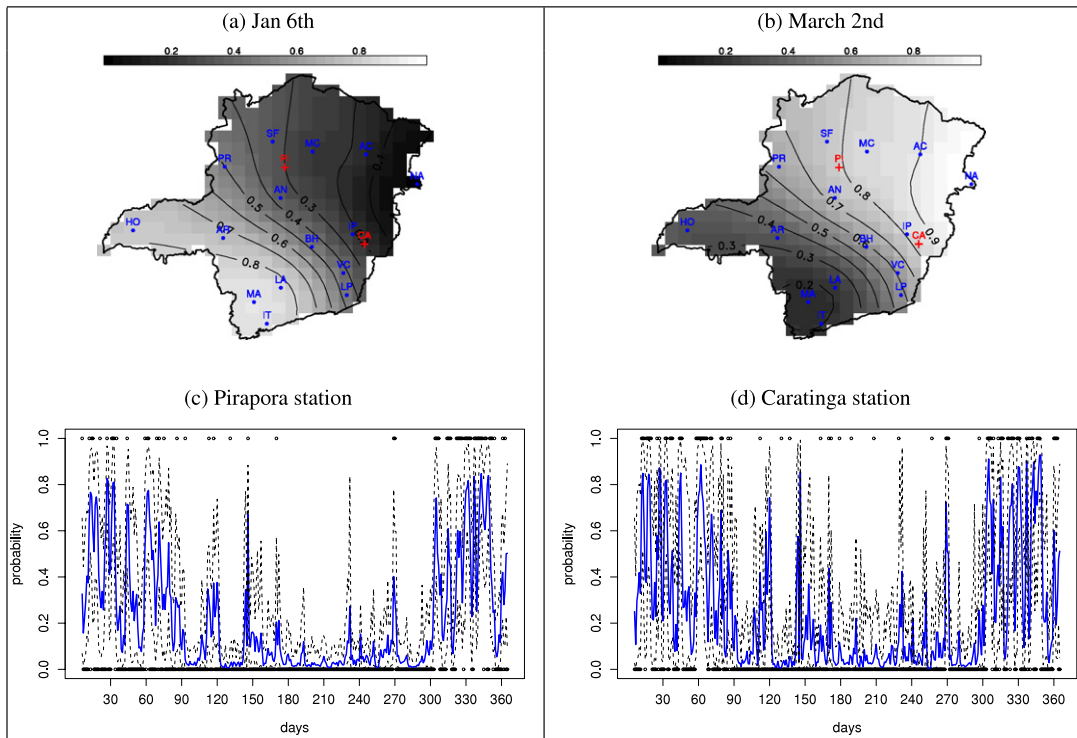 (a) Jan 6th
0.2 0.4 0.6 0.8
SF
MC
AC
PR
P
NA
AN
0.1
0.3
0.5
0.4
HO
AR
IP
CA
BH
0.6
0.8
VC
LA
LP
MA
IT
(b) March 2nd
0.2 0.4 0.6 0.8
SF
MC
AC
PR
P
NA
AN
0.8
0.7
HO
0.4
AR
0.5
IP
CA
0.9
BH
0.3
0.3
VC
LA
0.2
LP
MA
IT
(c) Pirapora station
probability
1.0
0.8
0.6
0.4
0.2
0.0
30 60 90 120 150 180 210 240 270 300 330 360
days
(d) Caratinga station
probability
1.0
0.8
0.6
0.4
0.2
0.0
30 60 90 120 150 180 210 240 270 300 330 360
days